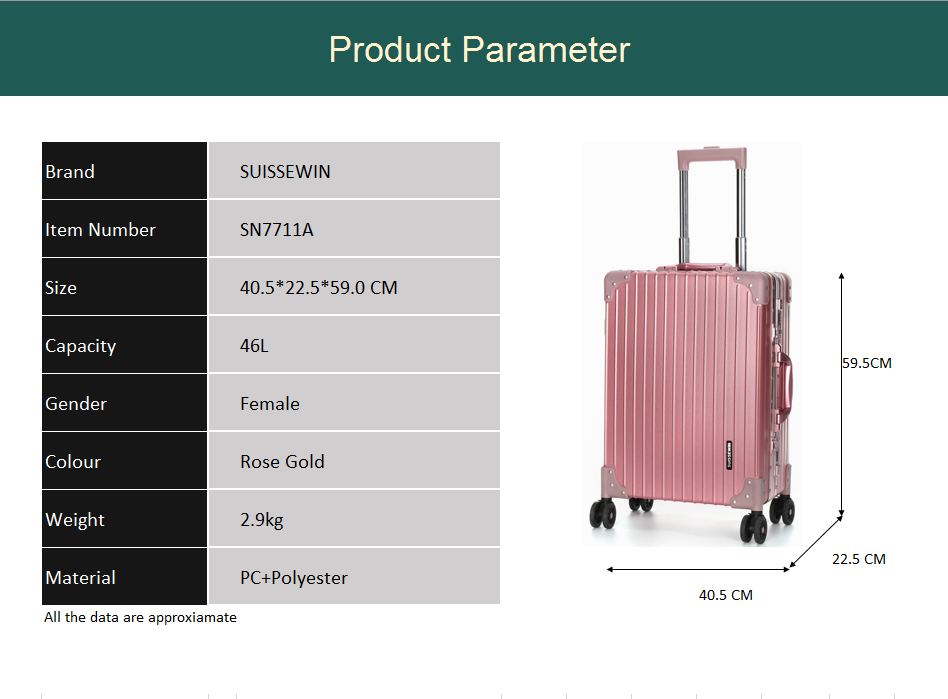 Product Parameter
Brand SUISSEWIN
Item Number SN7711A
Size 40.5*22.5*59.0 CM
Capacity 46L
Gender Female
Colour Rose Gold
Weight 2.9kg
Material PC+Polyester
All the data are approxiamate
59.5CM
22.5 CM
40.5 CM
SUISSEWIN